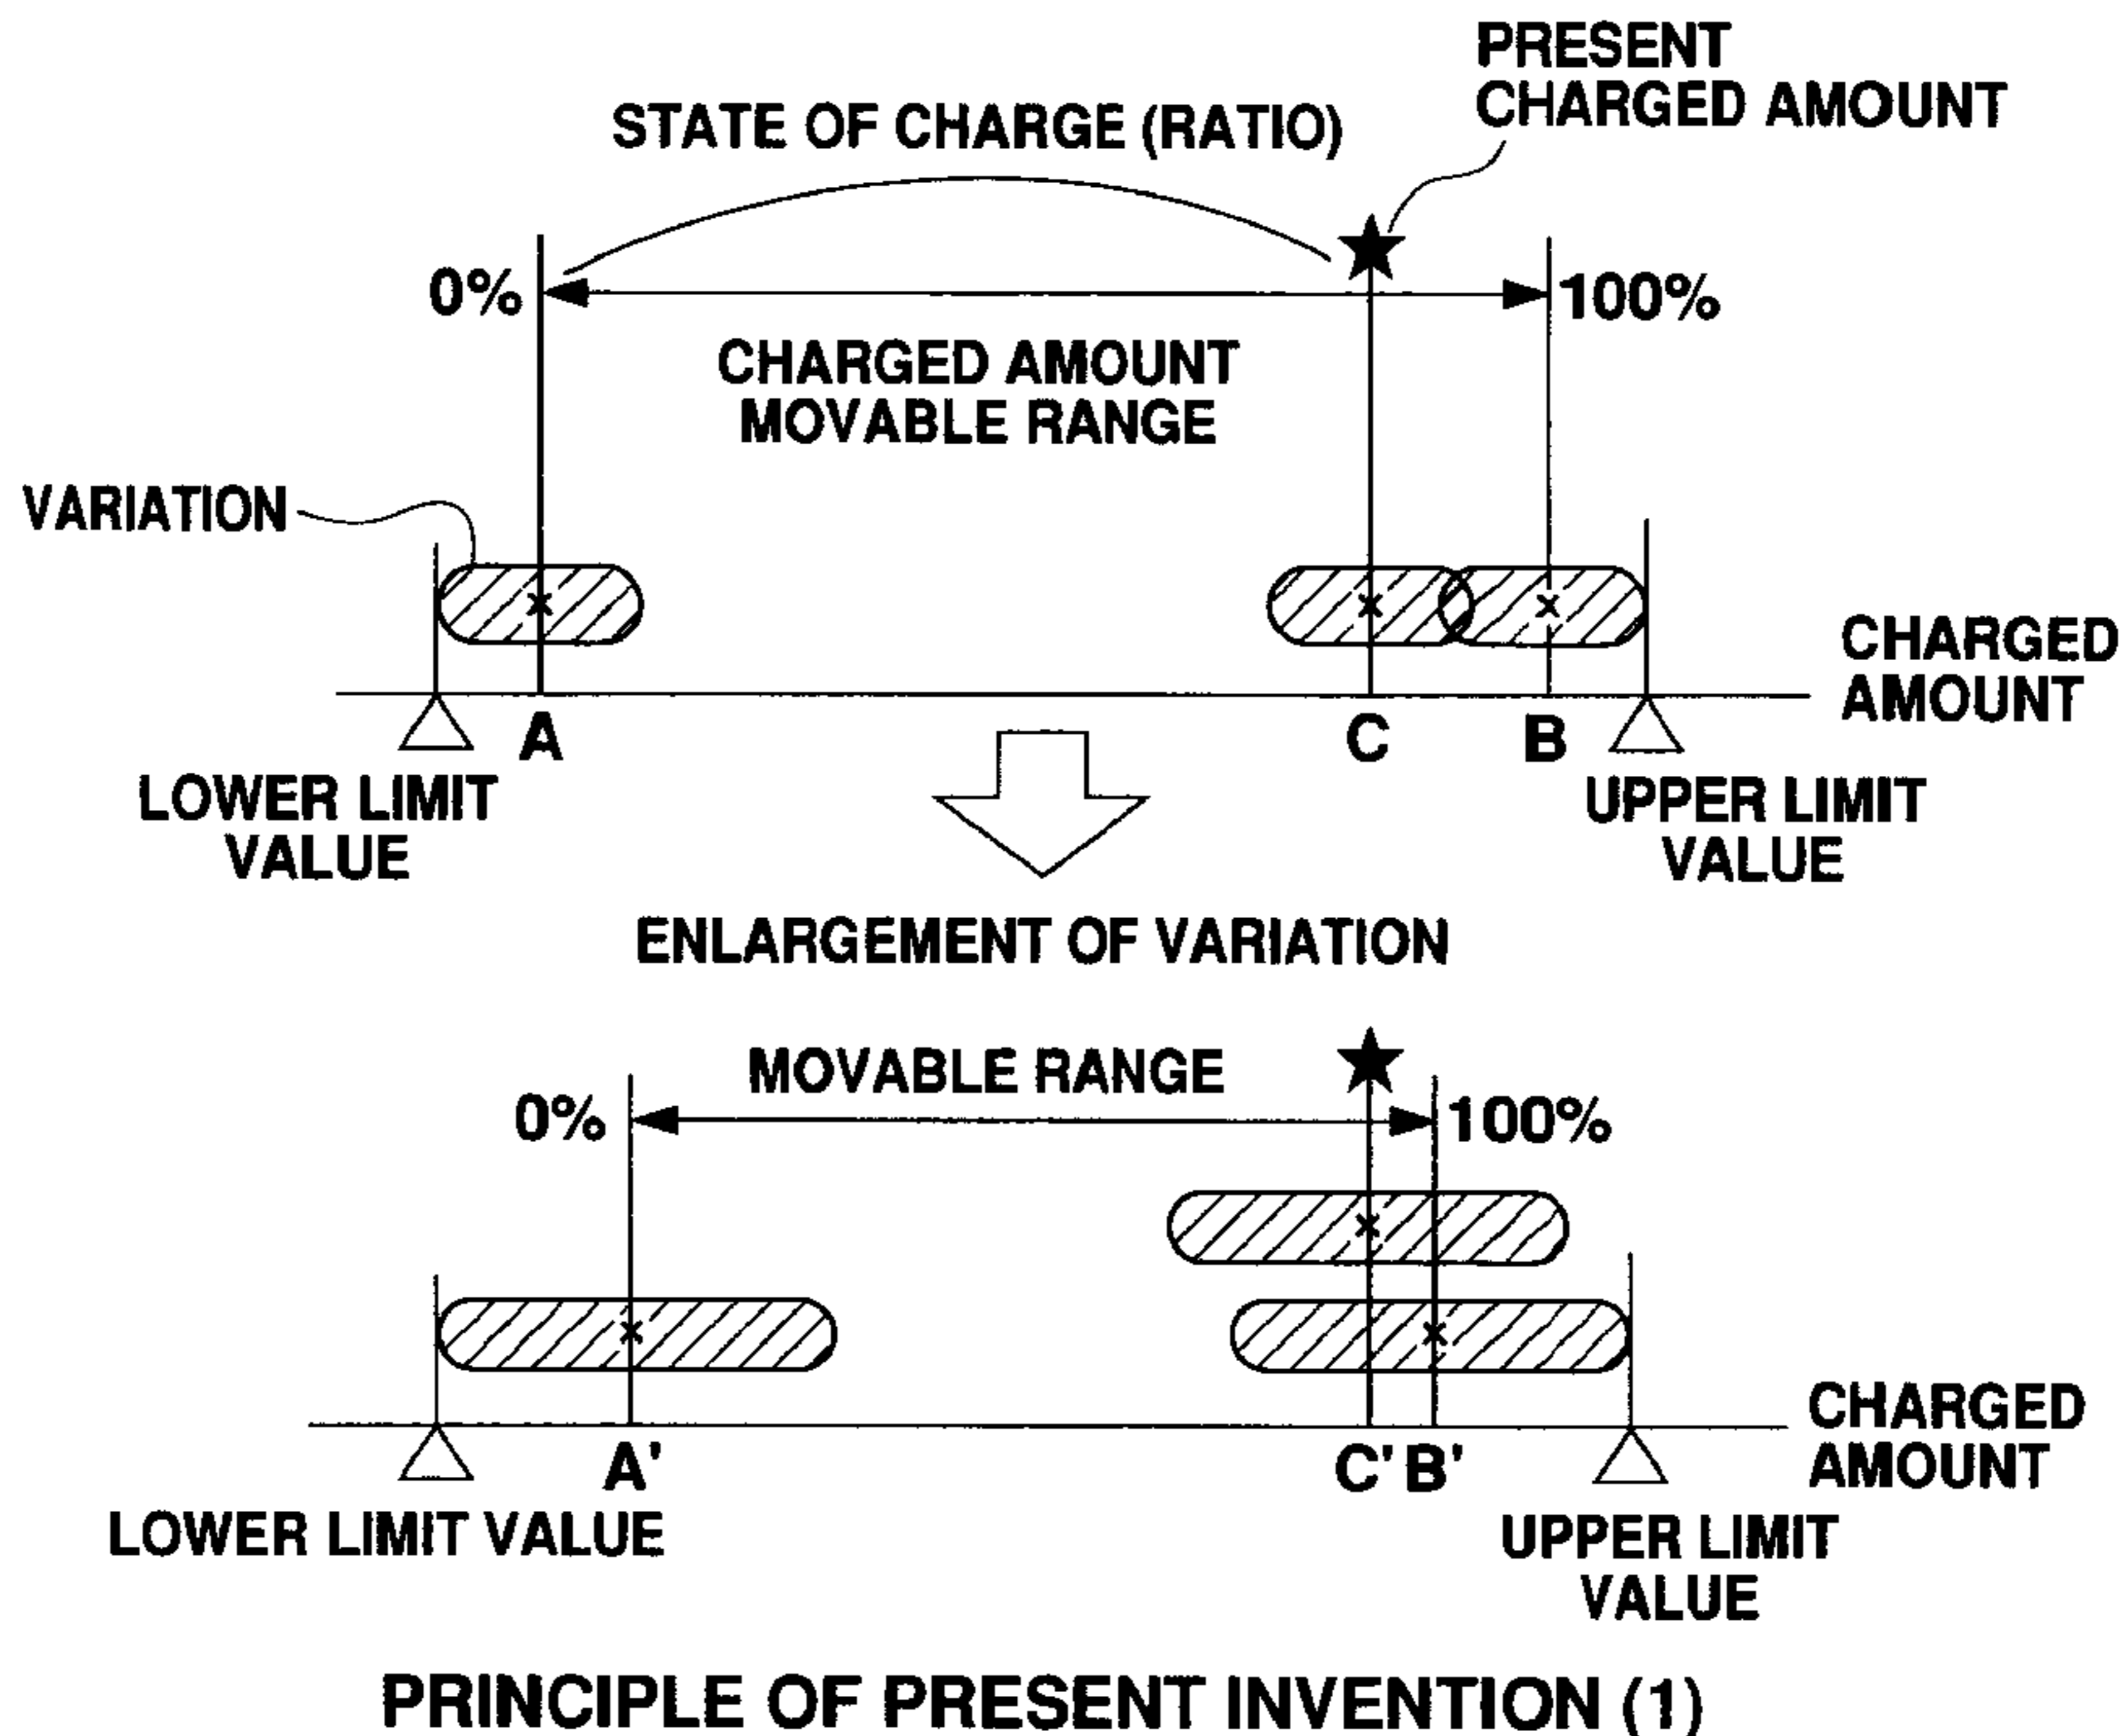 PRESENT
CHARGED AMOUNT
STATE OF CHARGE (RATIO)
0%
100%
CHARGED AMOUNT
MOVABLE RANGE
VARIATION
CHARGED
AMOUNT
A
C
B
LOWER LIMIT
VALUE
UPPER LIMIT
VALUE
ENLARGEMENT OF VARIATION
MOVABLE RANGE
0%
100%
CHARGED
AMOUNT
A'
C'
B'
LOWER LIMIT VALUE
UPPER LIMIT
VALUE
PRINCIPLE OF PRESENT INVENTION (1)